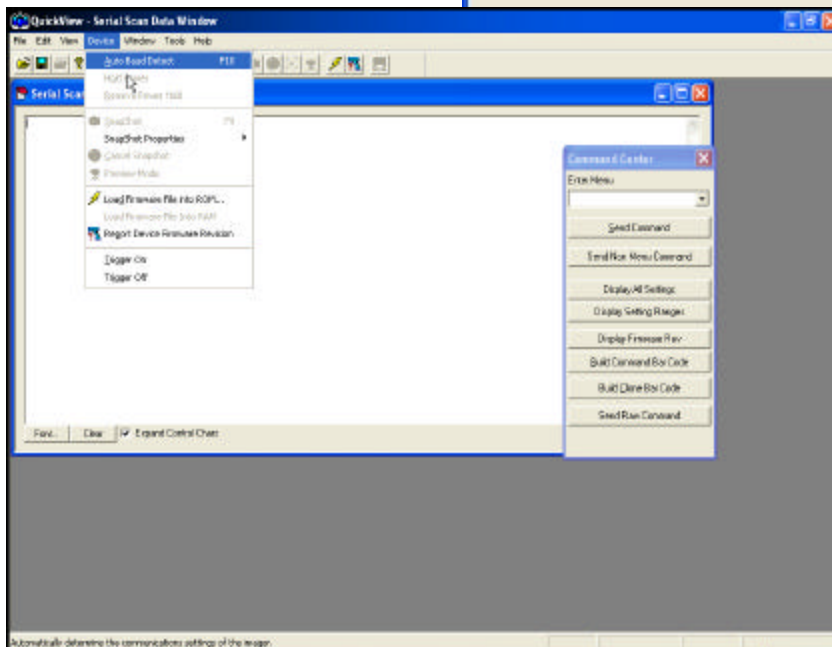 QuickView - Serial Scan Data Window
File Edit View Device Window Tools Help
Auto Baud Detect F10
Serial Scan
SnapShot F9
SnapShot Properties
Cancel Snapshot
Preview Mode
Load Firmware File into ROM...
Load Firmware File Into RAM
Report Device Firmware Revision
Trigger On
Trigger Off
Command Center
Enter Menu
Send Command
Send Non Menu Command
Display All Settings
Display Setting Ranges
Display Firmware Rev
Build Command Bar Code
Build Clone Bar Code
Send Raw Command
Font... Clear Expand Control Chars
Automatically determine the communications settings of the imager.